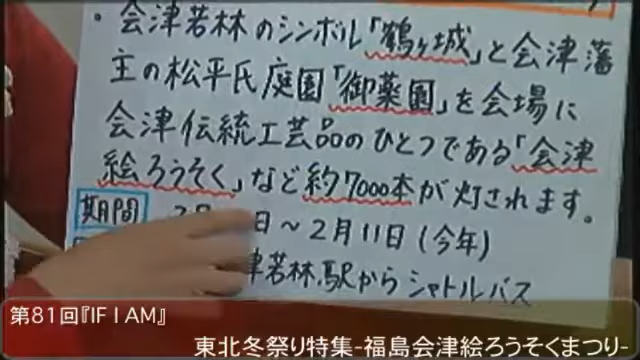 ・会津若林のシンボル「鶴ヶ城」と会津藩
主の松平氏庭園「御薬園」を会場に
会津伝統工芸品のひとつである「会津
絵ろうそく」など約7000本が灯されます。
期間 2月 日～2月11日(今年)
津若林駅からシャトルバス
第81回『IF I AM』
東北冬祭り特集-福島会津絵ろうそくまつり-